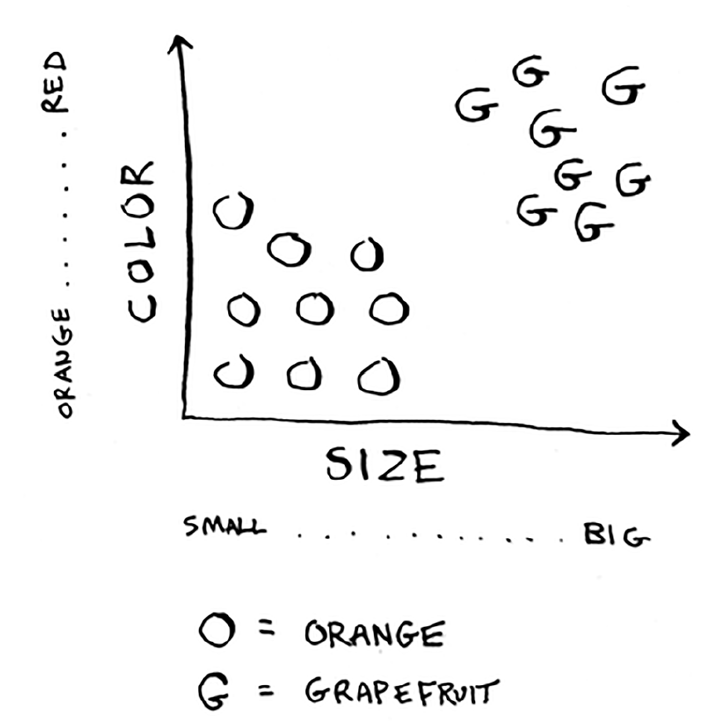 RED
ORANGE
COLOR
G
G
G
G
G
G
G
G
O
O
O
O
O
O
O
O
O
SIZE
SMALL ............ BIG
O = ORANGE
G = GRAPEFRUIT